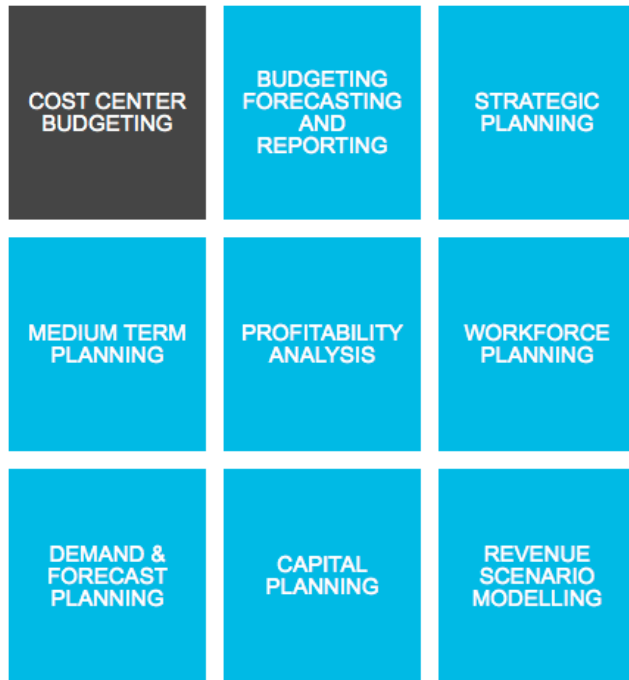 COST CENTER
BUDGETING
BUDGETING
FORECASTING
AND
REPORTING
STRATEGIC
PLANNING
MEDIUM TERM
PLANNING
PROFITABILITY
ANALYSIS
WORKFORCE
PLANNING
DEMAND &
FORECAST
PLANNING
CAPITAL
PLANNING
REVENUE
SCENARIO
MODELLING